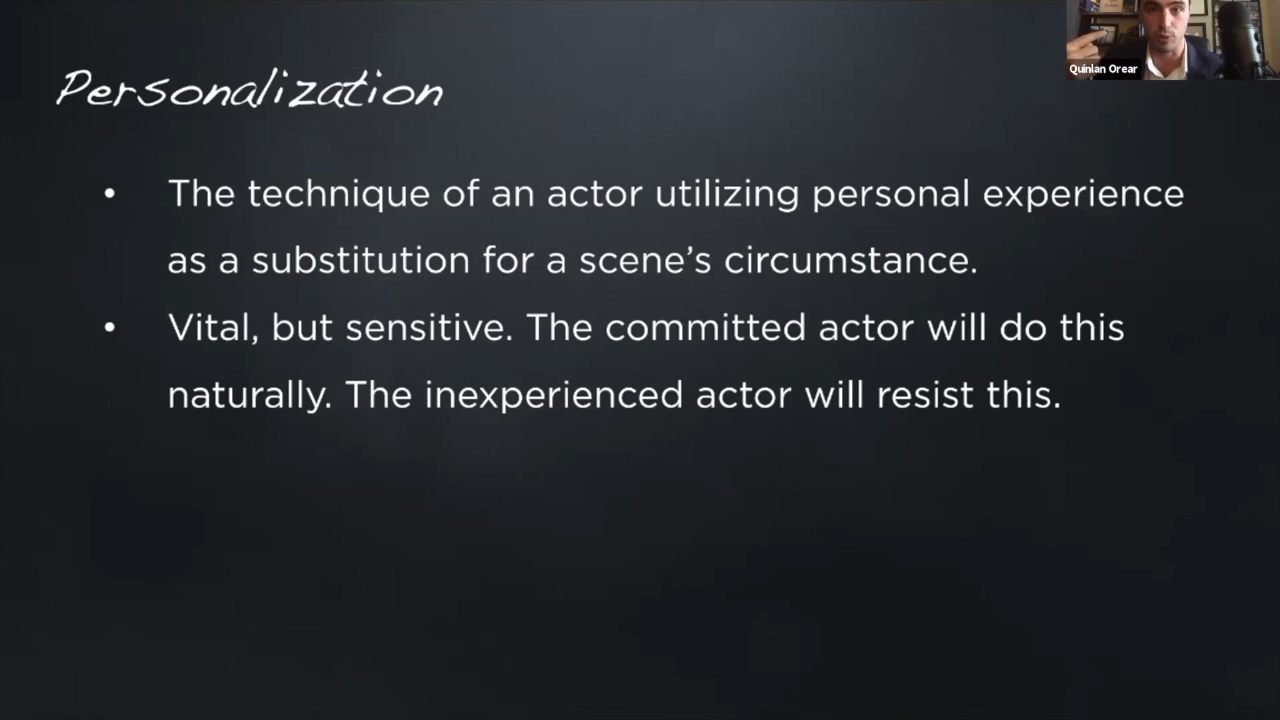 Personalization
Quinlan Orear
• The technique of an actor utilizing personal experience
as a substitution for a scene’s circumstance.
• Vital, but sensitive. The committed actor will do this
naturally. The inexperienced actor will resist this.